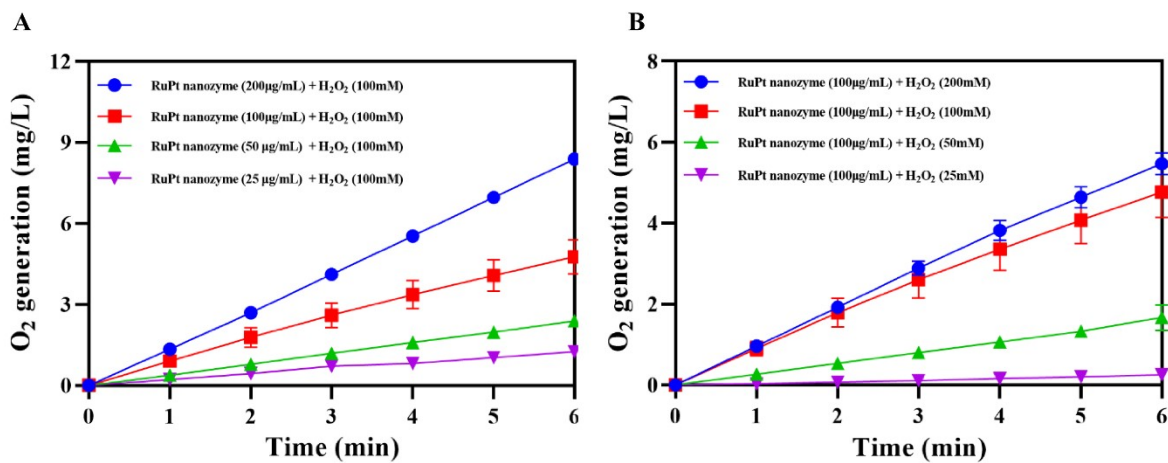 A
O₂ generation (mg/L)
12
9
6
3
0
RuPt nanozyme (200μg/mL) + H₂O₂ (100mM)
RuPt nanozyme (100μg/mL) + H₂O₂ (100mM)
RuPt nanozyme (50 μg/mL) + H₂O₂ (100mM)
RuPt nanozyme (25 μg/mL) + H₂O₂ (100mM)
0 1 2 3 4 5 6
Time (min)
B
O₂ generation (mg/L)
8
6
4
2
0
RuPt nanozyme (100μg/mL) + H₂O₂ (200mM)
RuPt nanozyme (100μg/mL) + H₂O₂ (100mM)
RuPt nanozyme (100μg/mL) + H₂O₂ (50mM)
RuPt nanozyme (100μg/mL) + H₂O₂ (25mM)
0 1 2 3 4 5 6
Time (min)